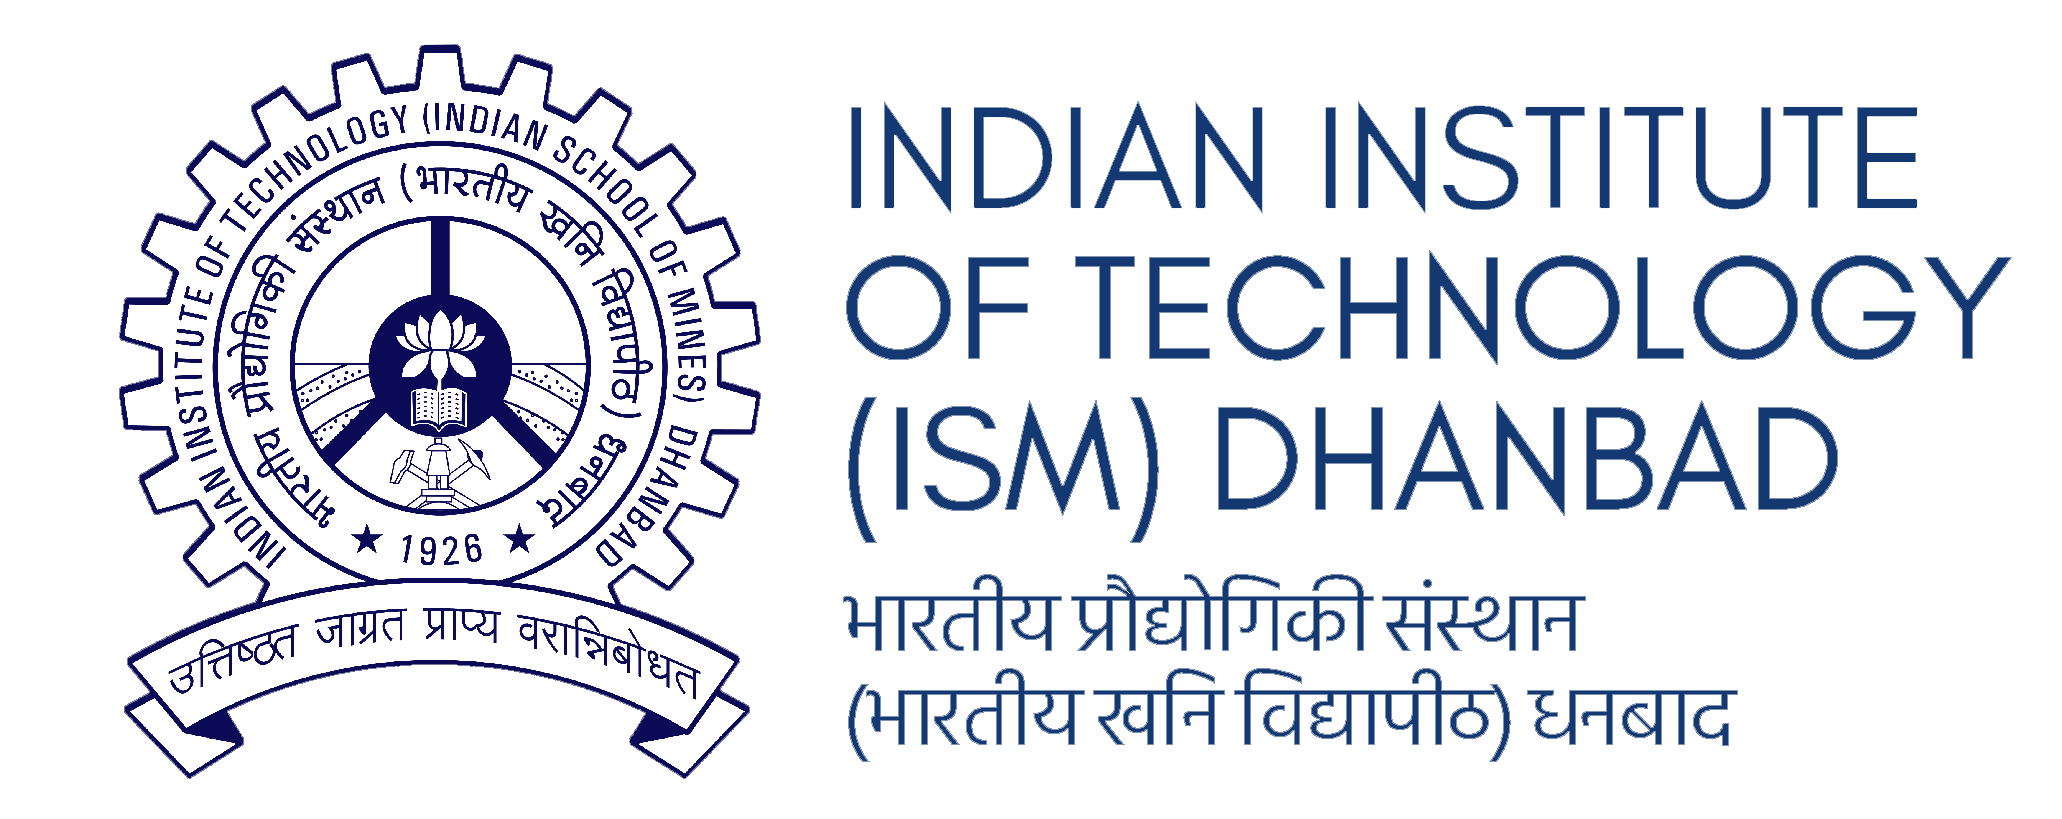 INDIAN INSTITUTE OF TECHNOLOGY (INDIAN SCHOOL OF MINES) DHANBAD
भारतीय प्रौद्योगिकी संस्थान (भारतीय खनि विद्यापीठ) धनबाद
★ 1926 ★
उत्तिष्ठत जाग्रत प्राप्य वरान्निबोधत
INDIAN INSTITUTE
OF TECHNOLOGY
(ISM) DHANBAD
भारतीय प्रौद्योगिकी संस्थान
(भारतीय खनि विद्यापीठ) धनबाद